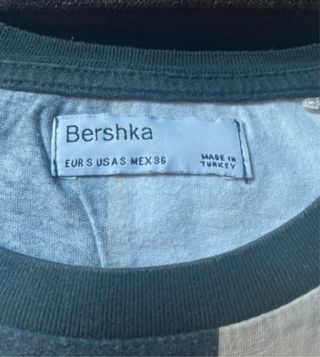 Bershka
EUR S USA S MEX 36
MADE IN
TURKEY